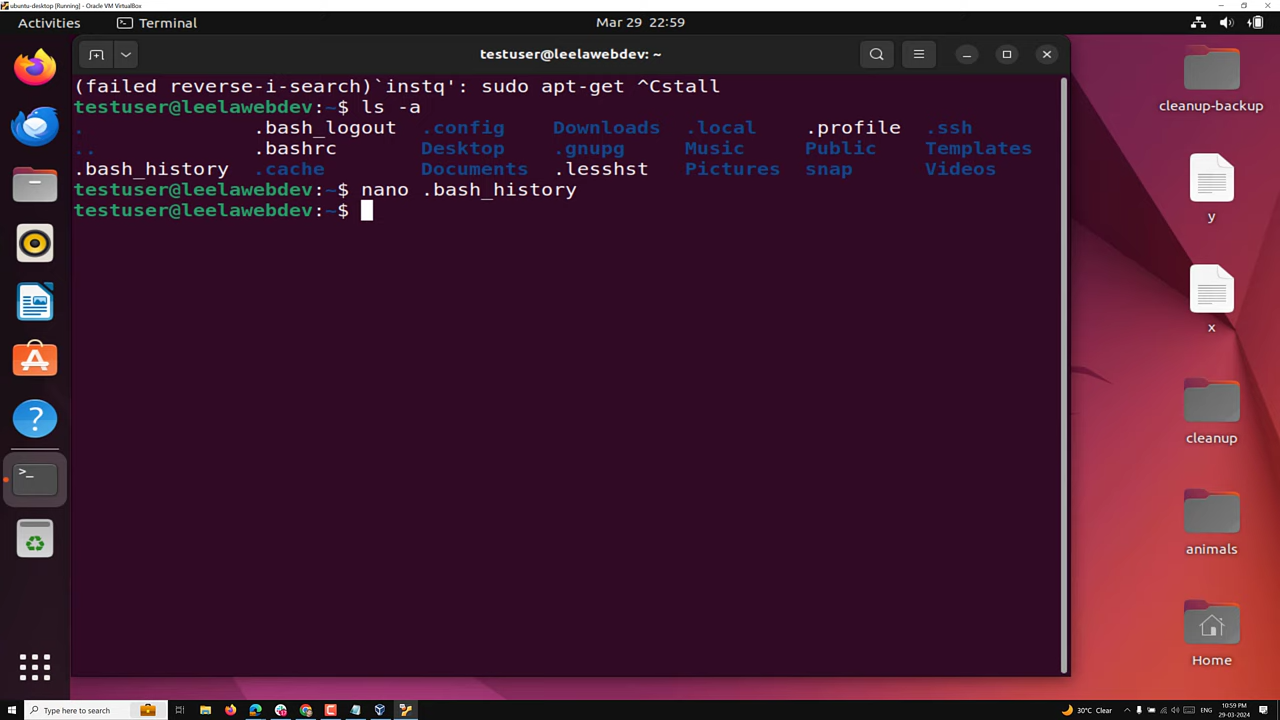 ubuntu-desktop [Running] - Oracle VM VirtualBox
Activities
Terminal
Mar 29 22:59
testuser@leelawebdev: ~
(failed reverse-i-search)`instq': sudo apt-get ^Cstall
testuser@leelawebdev:~$ ls -a
. .bash_logout .config Downloads .local .profile .ssh
.. .bashrc Desktop .gnupg Music Public Templates
.bash_history .cache Documents .lesshst Pictures snap Videos
testuser@leelawebdev:~$ nano .bash_history
testuser@leelawebdev:~$
cleanup-backup
y
x
cleanup
animals
Home
Type here to search
30°C Clear
ENG
10:59 PM
29-03-2024